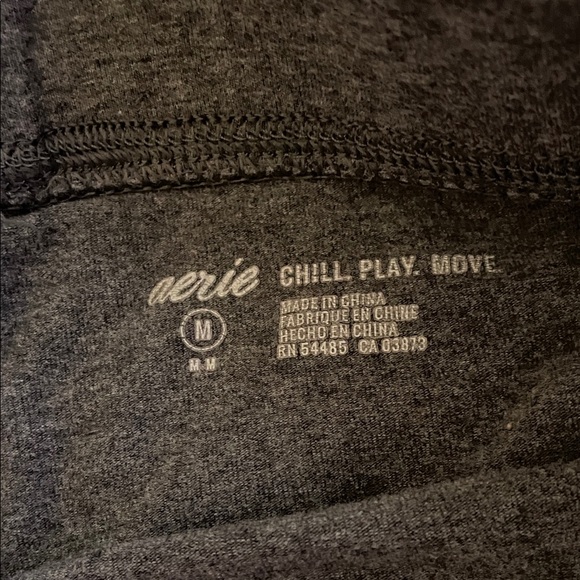 aerie CHILL. PLAY. MOVE.
M
M M
MADE IN CHINA
FABRIQUE EN CHINE
HECHO EN CHINA
RN 54485 CA 03873